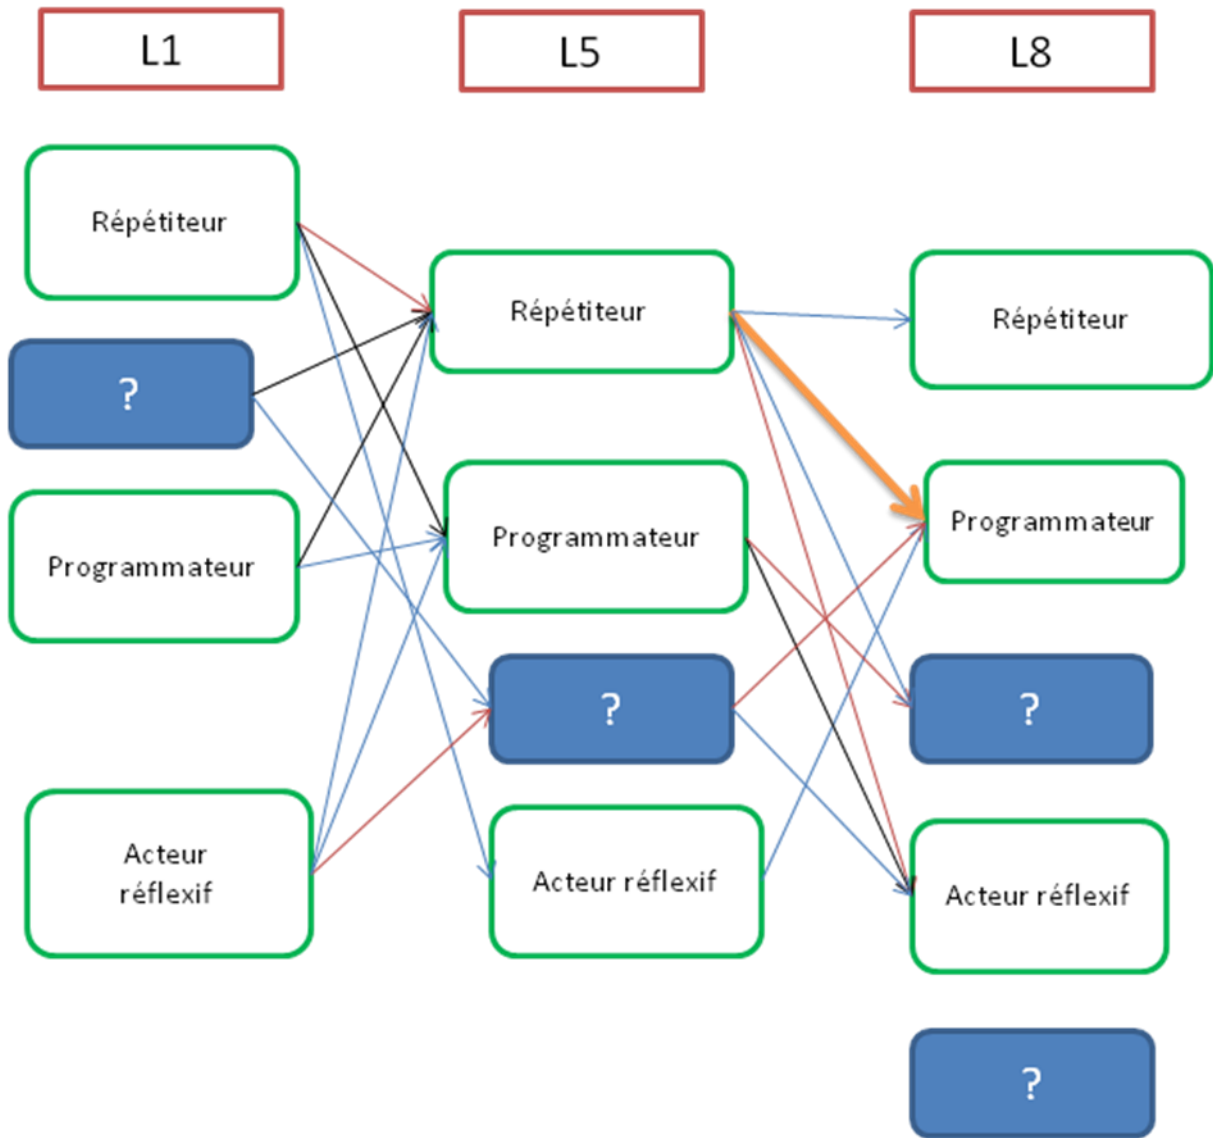 L1
L5
L8
Répétiteur
?
Programmateur
Acteur
réflexif
Répétiteur
Programmateur
?
Acteur réflexif
Répétiteur
Programmateur
?
Acteur réflexif
?